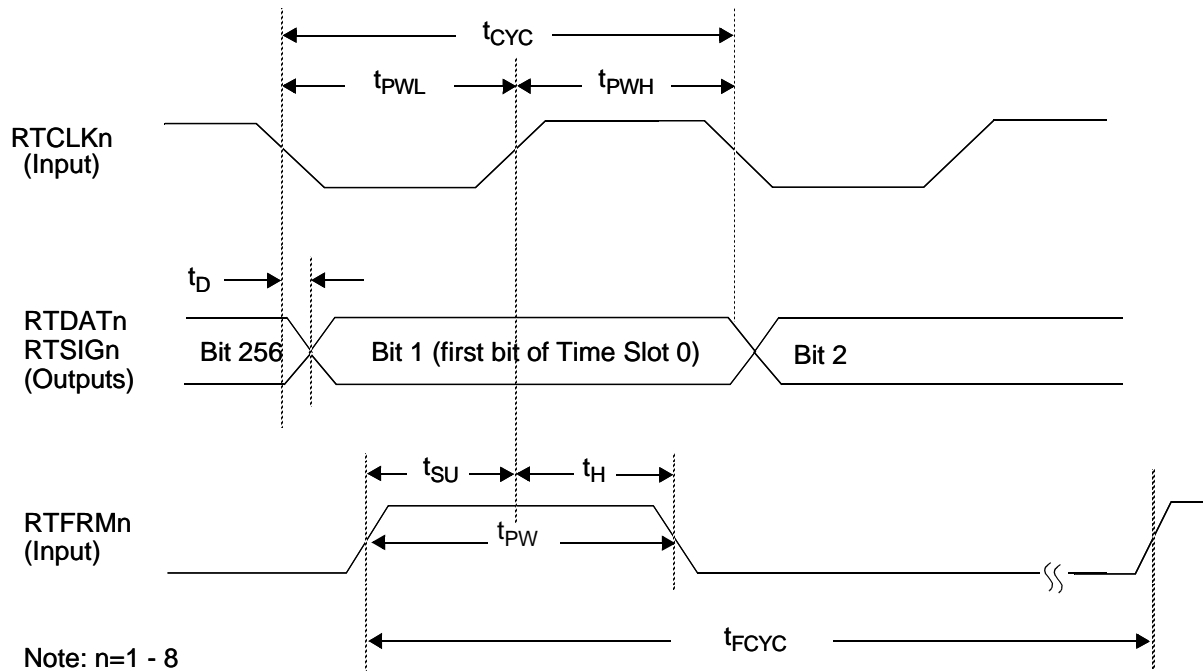 tCYC
tPWL
tPWH
RTCLKn
(Input)
tD
RTDATn
RTSIGn
(Outputs)
Bit 256
Bit 1 (first bit of Time Slot 0)
Bit 2
tSU
tH
RTFRMn
(Input)
tPW
tFCYC
Note: n=1 - 8